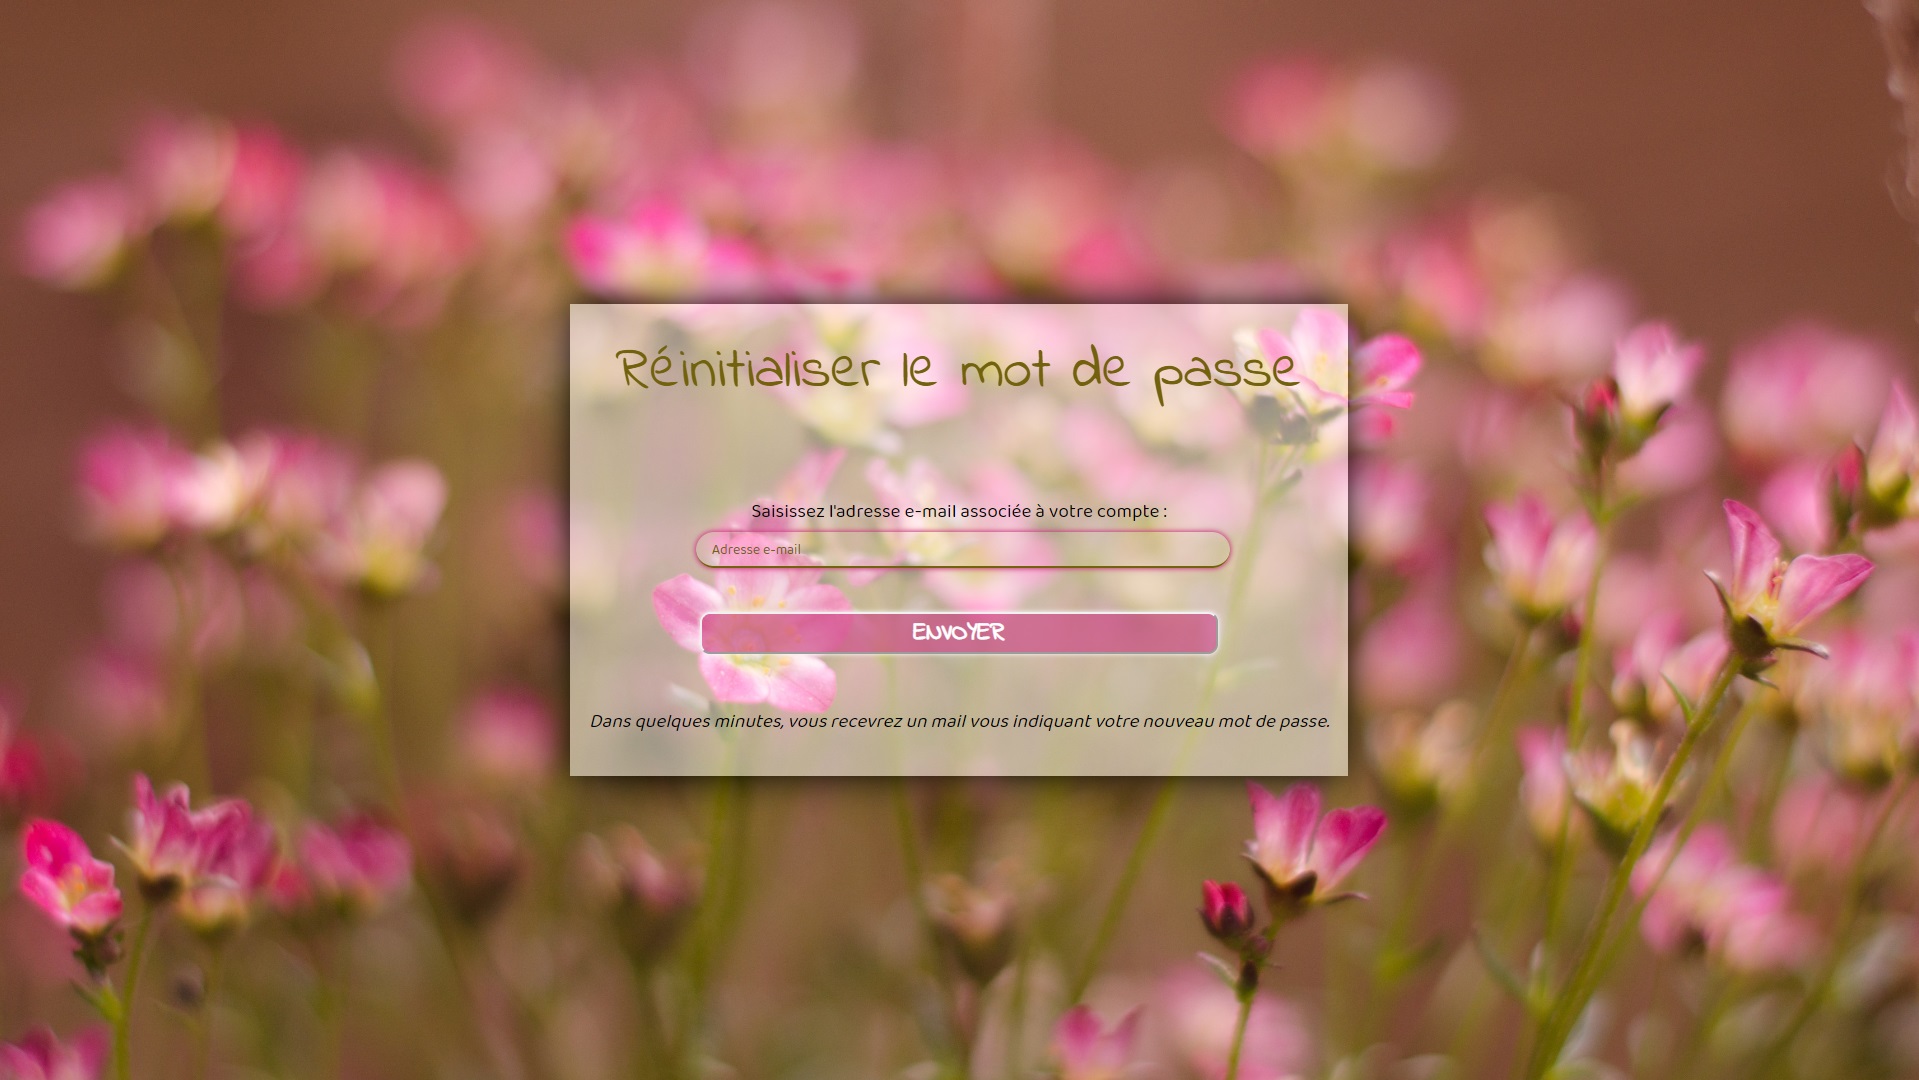 Réinitialiser le mot de passe
Saisissez l'adresse e-mail associée à votre compte :
Adresse e-mail
ENVOYER
Dans quelques minutes, vous recevrez un mail vous indiquant votre nouveau mot de passe.